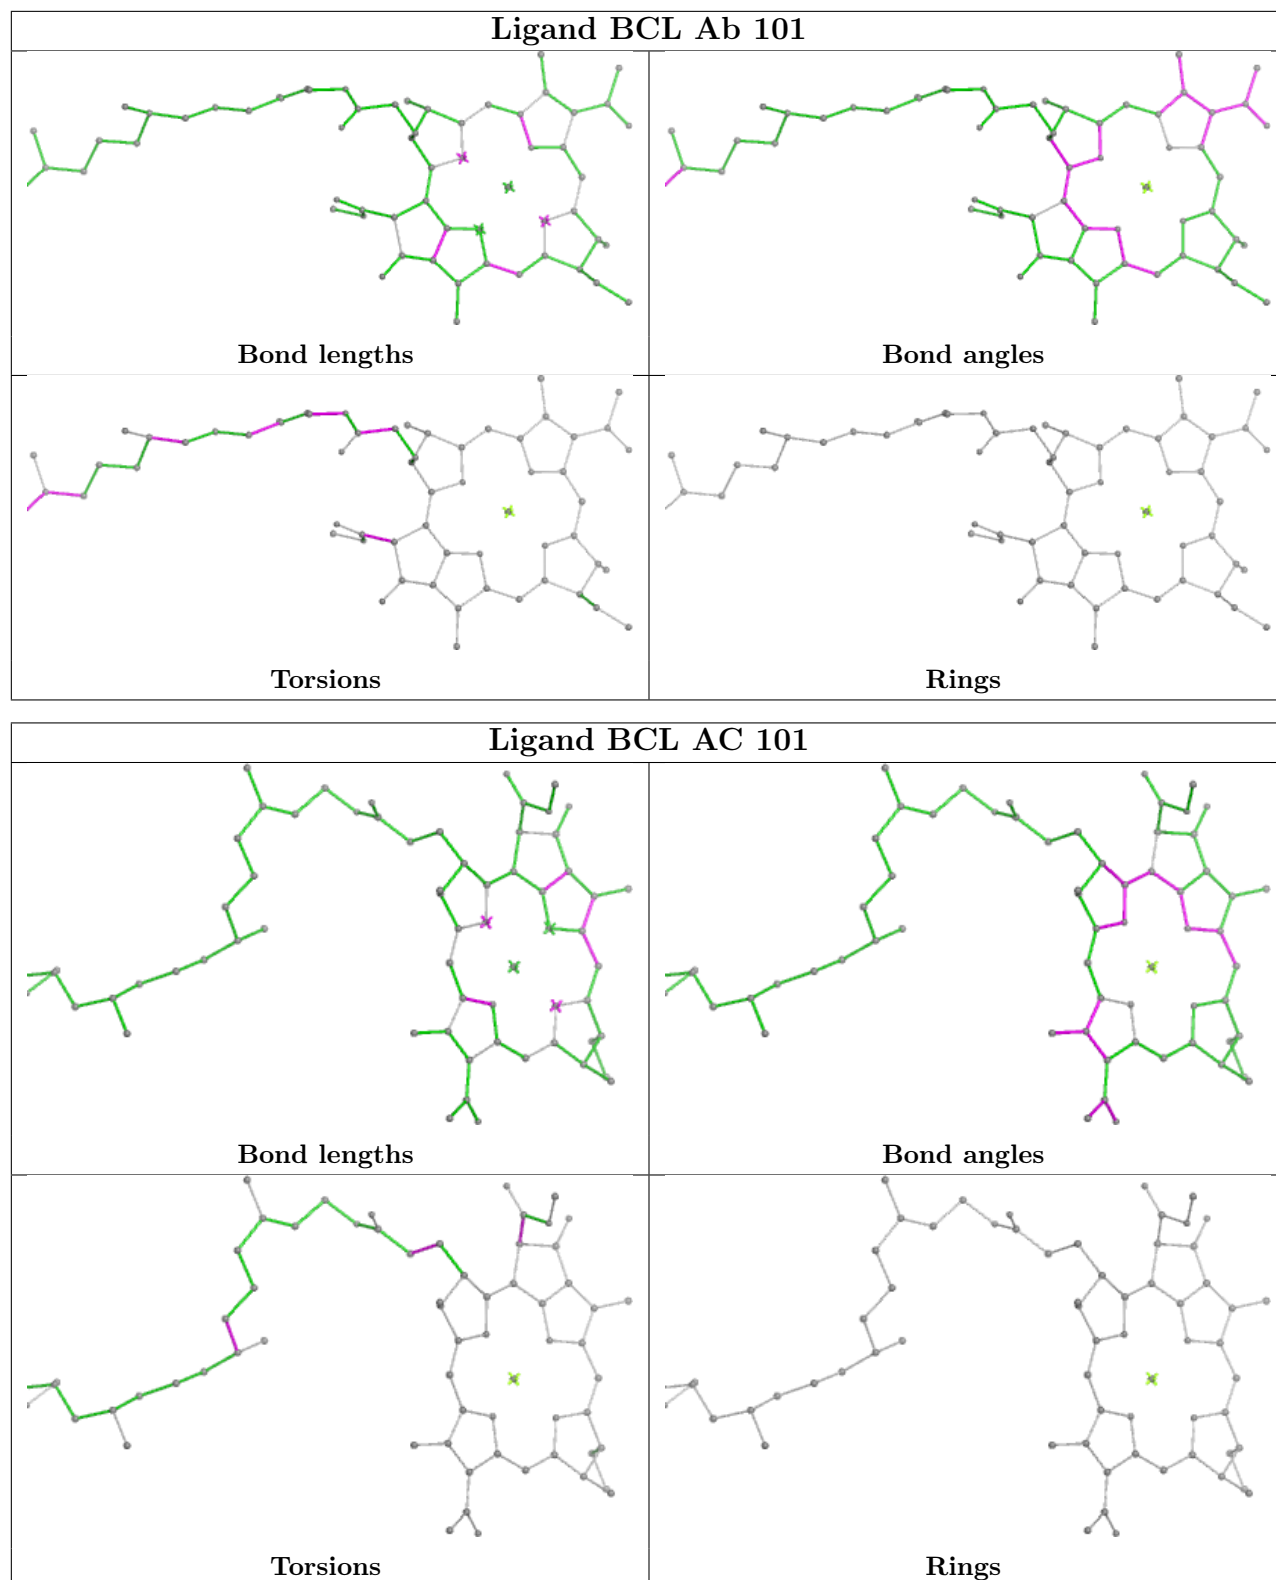 Ligand BCL Ab 101
Bond lengths
Bond angles
Torsions
Rings
Ligand BCL AC 101
Bond lengths
Bond angles
Torsions
Rings